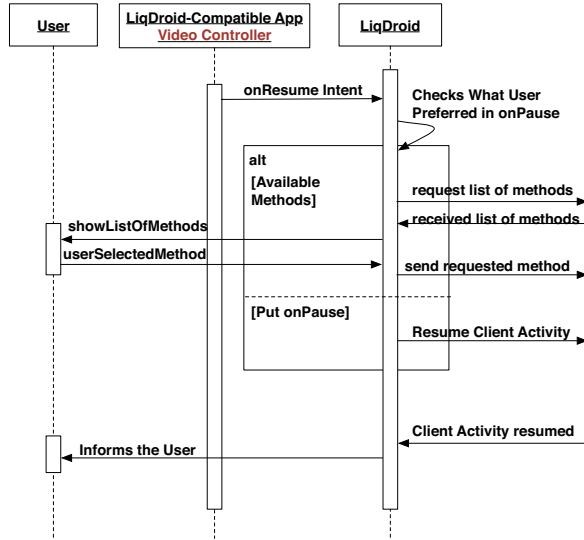 User
LiqDroid-Compatible App
Video Controller
LiqDroid
onResume Intent
Checks What User
Preferred in onPause
alt
[Available
Methods]
request list of methods
received list of methods
showListOfMethods
userSelectedMethod
send requested method
[Put onPause]
Resume Client Activity
Client Activity resumed
Informs the User